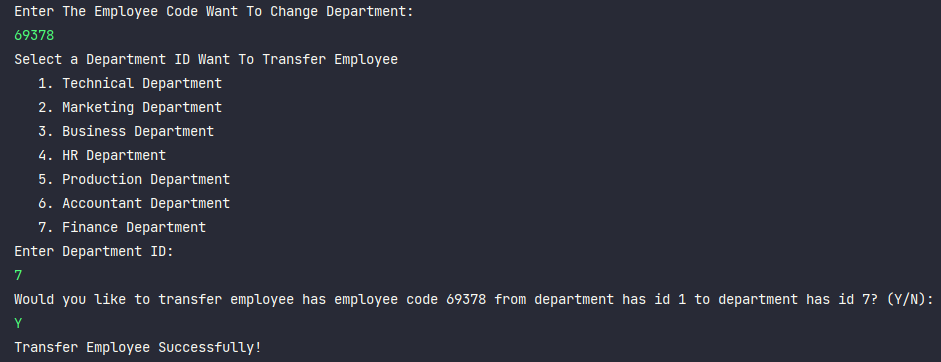 Enter The Employee Code Want To Change Department:
69378
Select a Department ID Want To Transfer Employee
1. Technical Department
2. Marketing Department
3. Business Department
4. HR Department
5. Production Department
6. Accountant Department
7. Finance Department
Enter Department ID:
7
Would you like to transfer employee has employee code 69378 from department has id 1 to department has id 7? (Y/N):
Y
Transfer Employee Successfully!